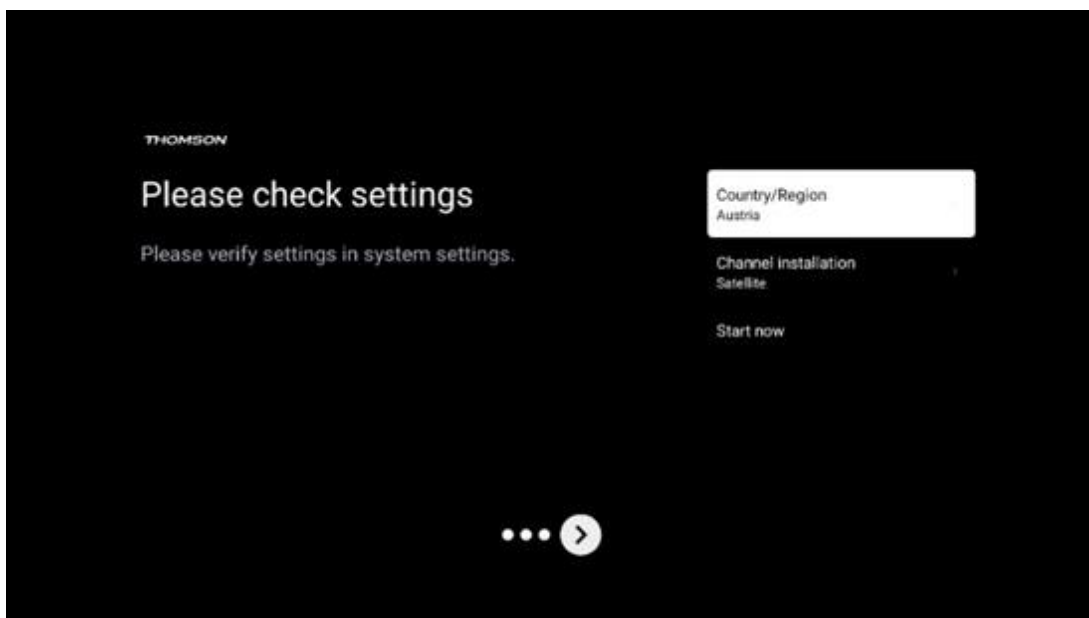 THOMSON
Please check settings
Please verify settings in system settings.
Country/Region
Austria
Channel installation
Satellite
Start now